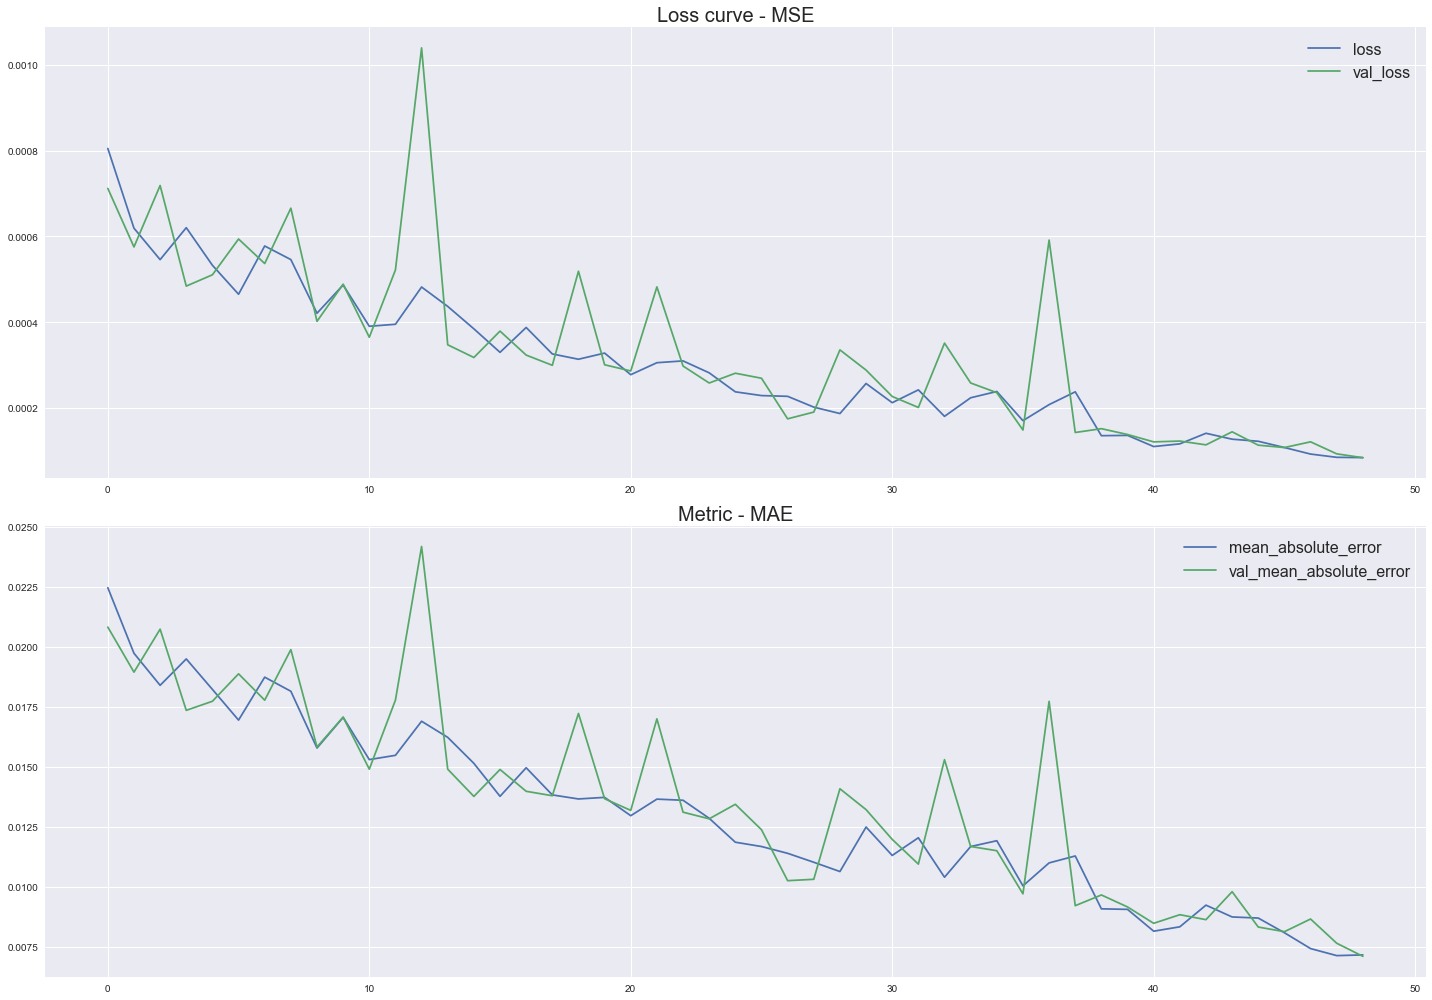 Loss curve - MSE
loss
val_loss
0.0010
0.0008
0.0006
0.0004
0.0002
0 10 20 30 40 50
Metric - MAE
mean_absolute_error
val_mean_absolute_error
0.0250
0.0225
0.0200
0.0175
0.0150
0.0125
0.0100
0.0075
0 10 20 30 40 50